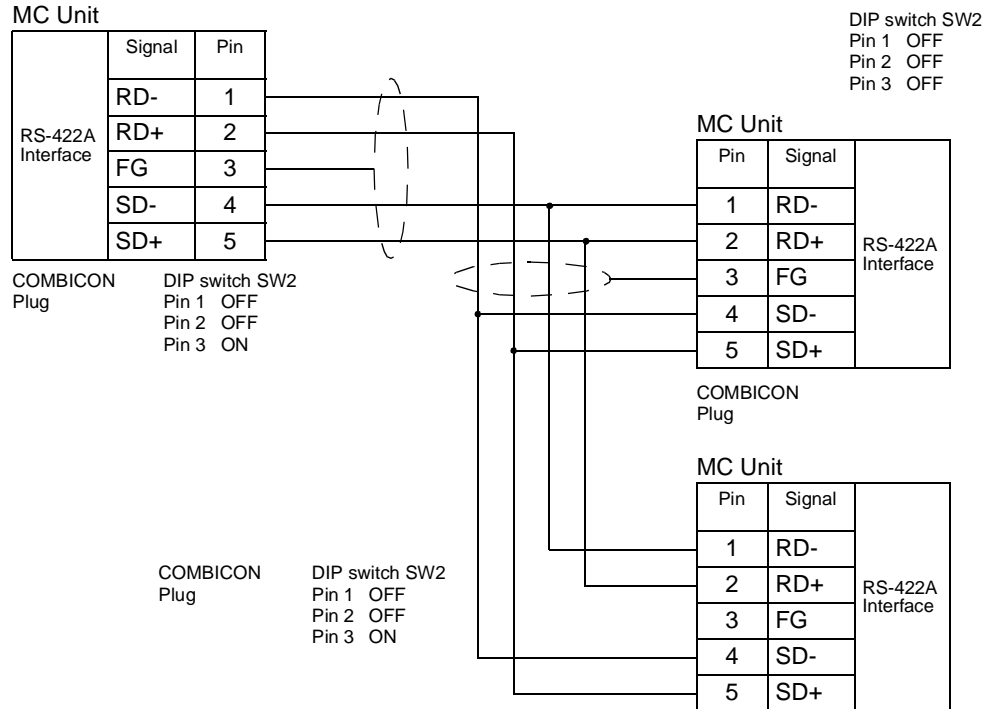 MC Unit
Signal Pin
RS-422A
Interface
RD- 1
RD+ 2
FG 3
SD- 4
SD+ 5
COMBICON
Plug
DIP switch SW2
Pin 1 OFF
Pin 2 OFF
Pin 3 ON
DIP switch SW2
Pin 1 OFF
Pin 2 OFF
Pin 3 OFF
MC Unit
Pin Signal
1 RD-
2 RD+
3 FG
4 SD-
5 SD+
RS-422A
Interface
COMBICON
Plug
MC Unit
Pin Signal
1 RD-
2 RD+
3 FG
4 SD-
5 SD+
RS-422A
Interface
COMBICON
Plug
DIP switch SW2
Pin 1 OFF
Pin 2 OFF
Pin 3 ON